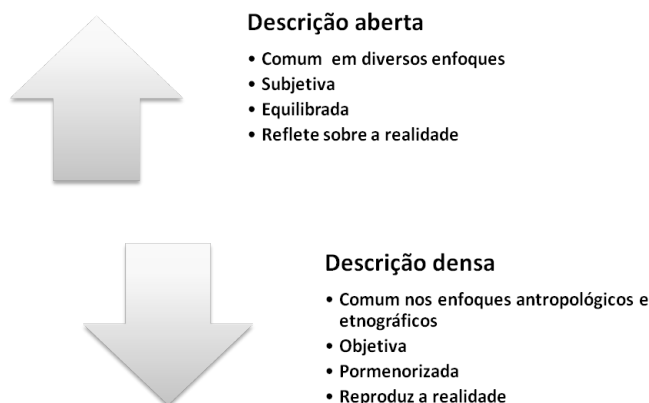 Descrição aberta
• Comum em diversos enfoques
• Subjetiva
• Equilibrada
• Reflete sobre a realidade
Descrição densa
• Comum nos enfoques antropológicos e
etnográficos
• Objetiva
• Pormenorizada
• Reproduz a realidade